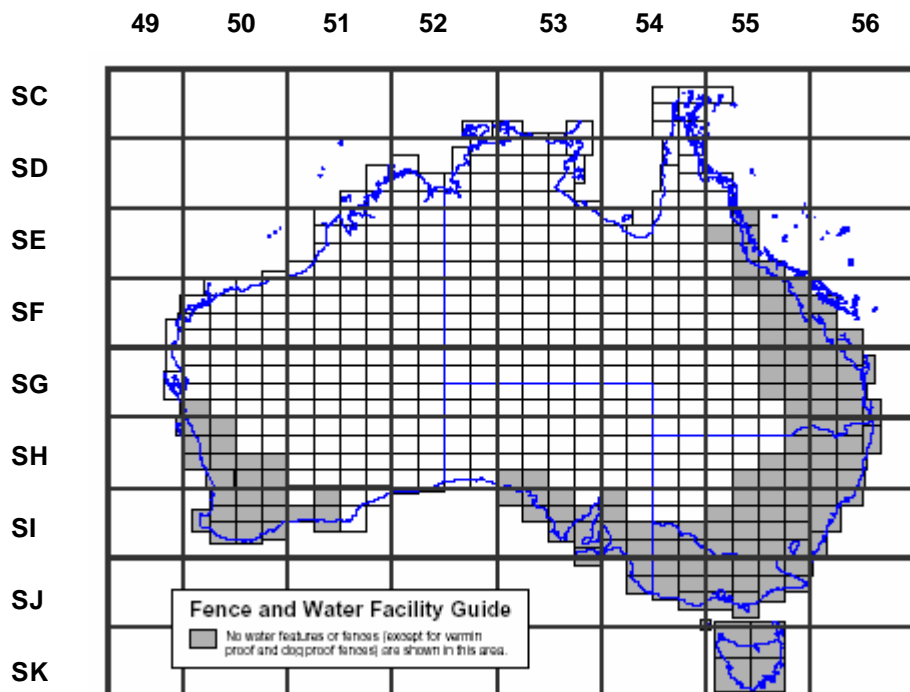 49 50 51 52 53 54 55 56
SC
SD
SE
SF
SG
SH
SI
SJ
SK
Fence and Water Facility Guide
No water features or fences (except for vermin
proof and dog proof fences) are shown in this area.